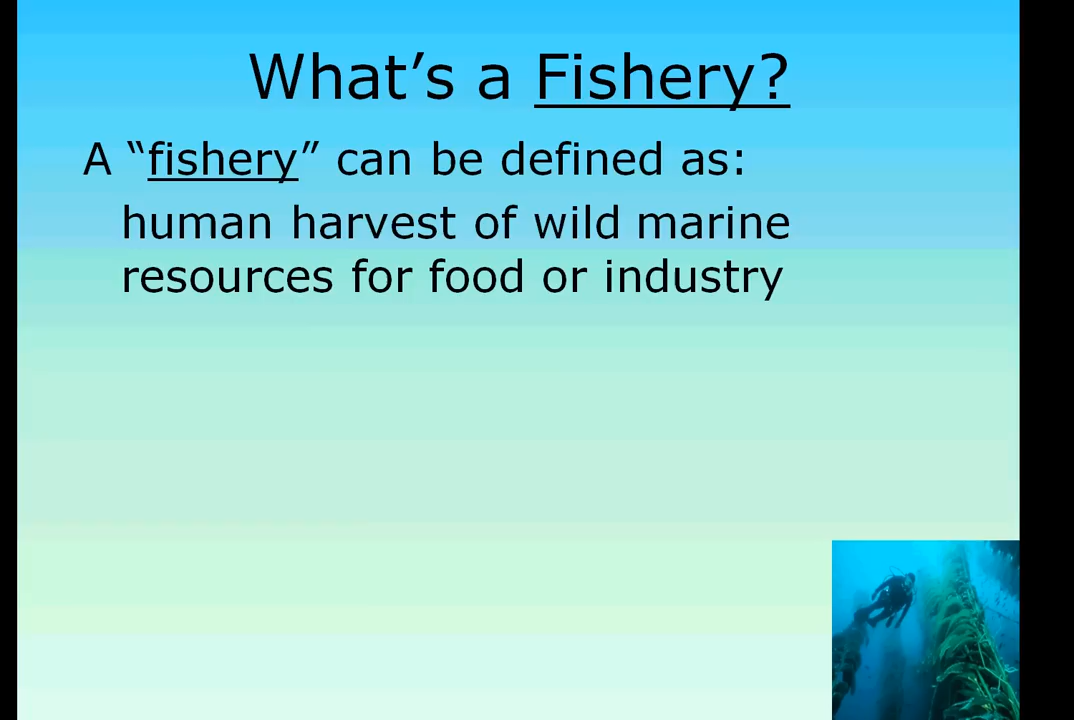 What’s a Fishery?
A “fishery” can be defined as:
human harvest of wild marine
resources for food or industry